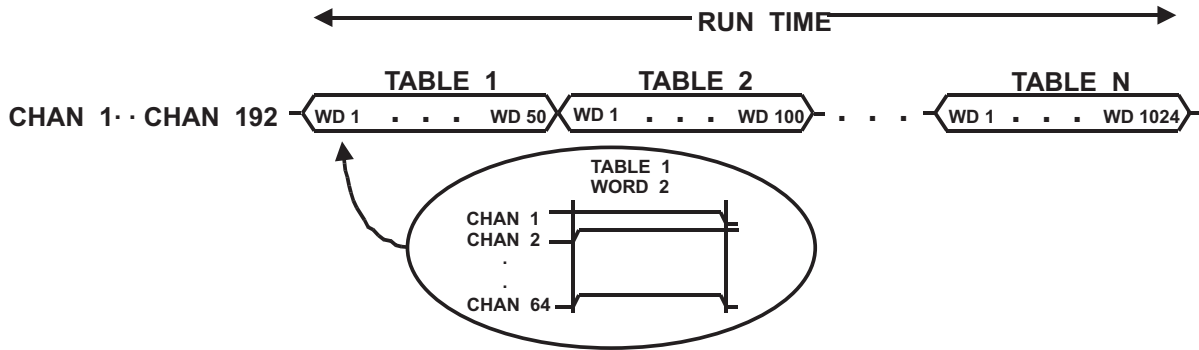 RUN TIME
TABLE 1 TABLE 2 TABLE N
CHAN 1· · CHAN 192 WD 1 . . . WD 50 WD 1 . . . WD 100 . . . WD 1 . . . WD 1024
TABLE 1
WORD 2
CHAN 1
CHAN 2
.
.
CHAN 64